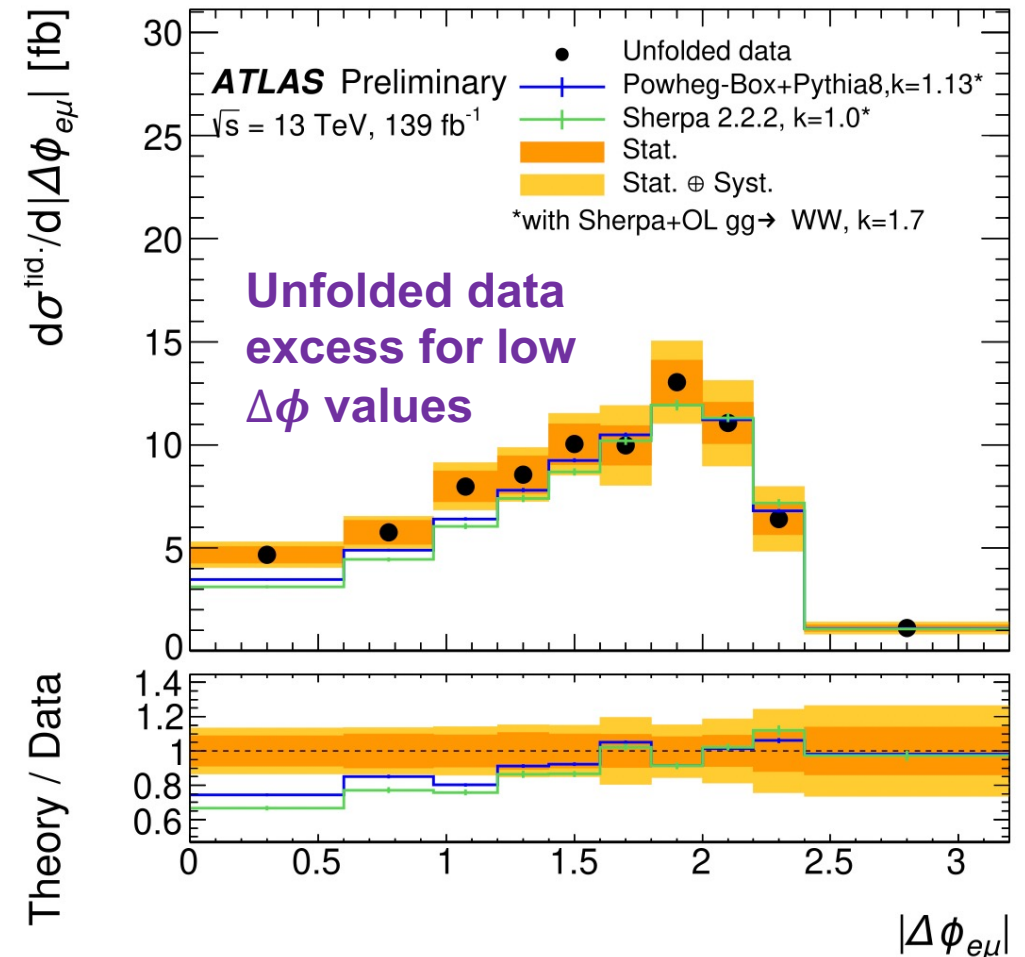 dσ^fid./d|Δϕ_eμ| [fb]
30
25
20
15
10
5
0
ATLAS Preliminary
√s = 13 TeV, 139 fb⁻¹
Unfolded data
Powheg-Box+Pythia8,k=1.13*
Sherpa 2.2.2, k=1.0*
Stat.
Stat. ⊕ Syst.
*with Sherpa+OL gg→ WW, k=1.7
Unfolded data
excess for low
Δϕ values
Theory / Data
1.4
1.2
1
0.8
0.6
0 0.5 1 1.5 2 2.5 3
|Δϕ_eμ|